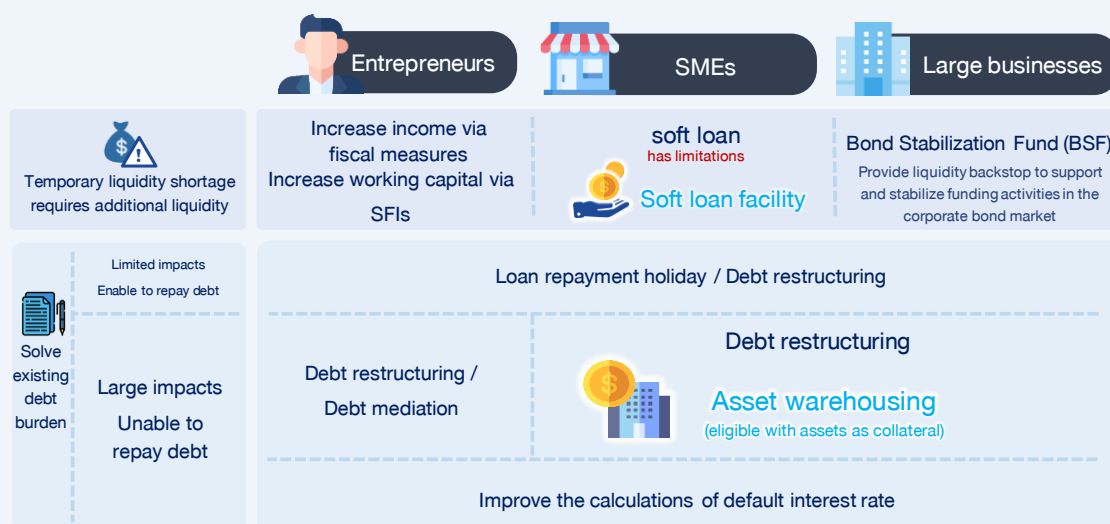 Entrepreneurs
SMEs
Large businesses
Temporary liquidity shortage
requires additional liquidity
Increase income via
fiscal measures
Increase working capital via
SFIs
soft loan
has limitations
Soft loan facility
Bond Stabilization Fund (BSF)
Provide liquidity backstop to support
and stabilize funding activities in the
corporate bond market
Solve
existing
debt
burden
Limited impacts
Enable to repay debt
Loan repayment holiday / Debt restructuring
Large impacts
Unable to
repay debt
Debt restructuring /
Debt mediation
Debt restructuring
Asset warehousing
(eligible with assets as collateral)
Improve the calculations of default interest rate